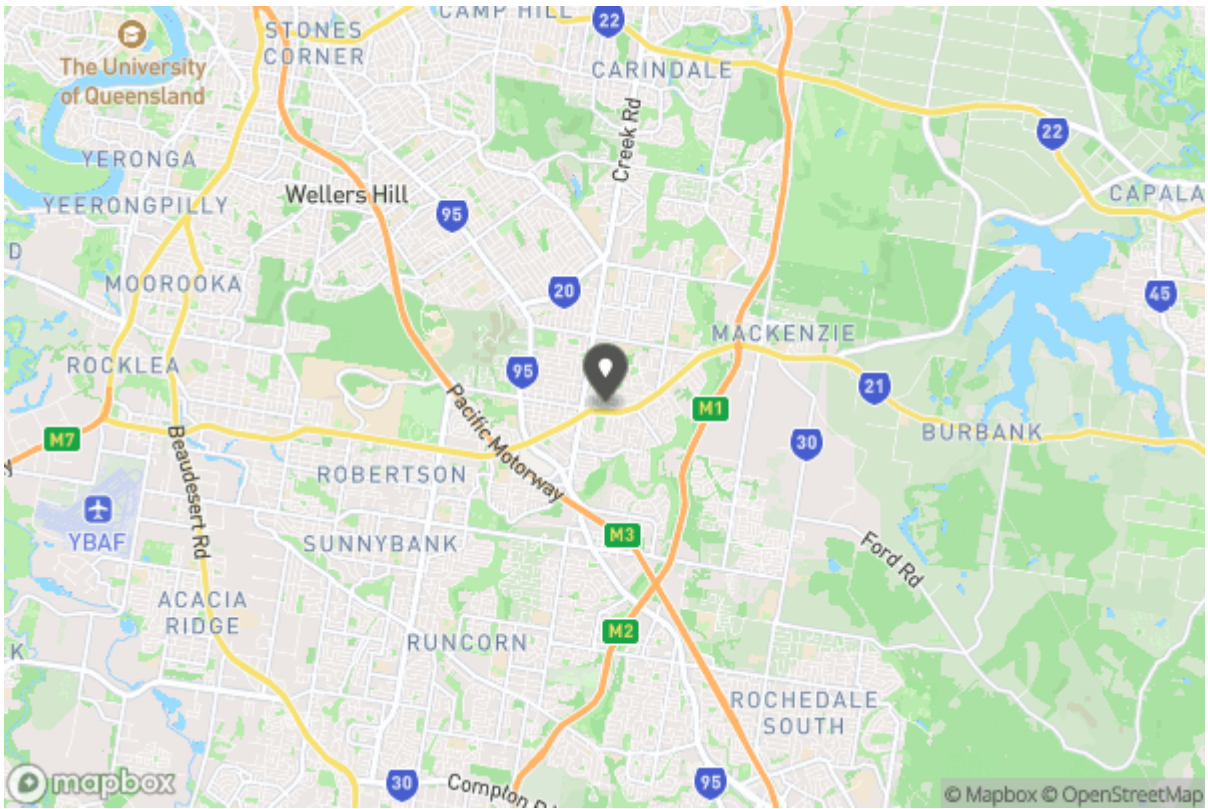 CAMP HILL
22
STONES
CORNER
The University
of Queensland
CARINDALE
Creek Rd
22
YERONGA
Wellers Hill
CAPALA
YEERONGPILLY
95
D
MOOROOKA
20
45
MACKENZIE
ROCKLEA
95
21
Pacific Motorway
M1
M7
Beaudesert Rd
30
BURBANK
ROBERTSON
YBAF
M3
SUNNYBANK
Ford Rd
ACACIA
RIDGE
M2
K
RUNCORN
ROCHEDALE
SOUTH
mapbox
30
Compton
95
© Mapbox © OpenStreetMap